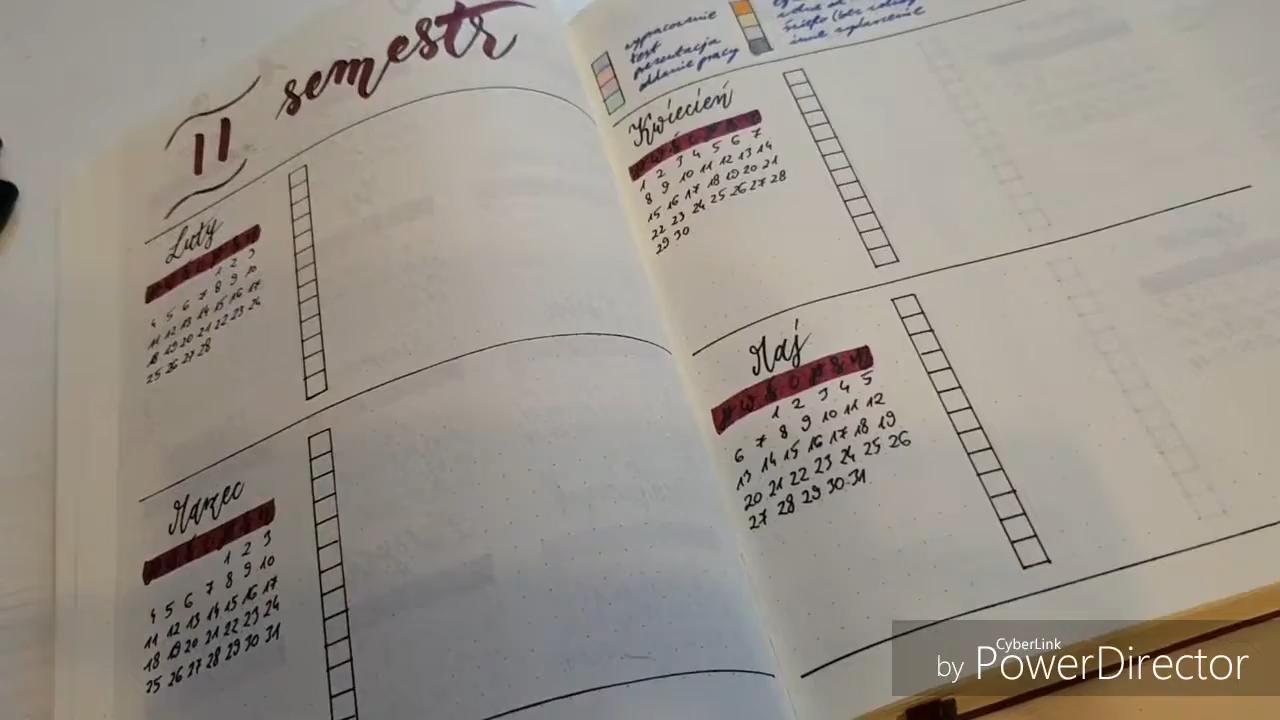 II semestr
Luty
1 2 3
4 5 6 7 8 9 10
11 12 13 14 15 16 17
18 19 20 21 22 23 24
25 26 27 28
Marzec
1 2 3
4 5 6 7 8 9 10
11 12 13 14 15 16 17
18 19 20 21 22 23 24
25 26 27 28 29 30 31
wypracowanie
test
prezentacja
oddanie pracy
święto (bez
inne wydarzenie
Kwiecień
1 2 3 4 5 6 7
8 9 10 11 12 13 14
15 16 17 18 19 20 21
22 23 24 25 26 27 28
29 30
Maj
P W Ś C P S N
1 2 3 4 5
6 7 8 9 10 11 12
13 14 15 16 17 18 19
20 21 22 23 24 25 26
27 28 29 30 31
CyberLink
by PowerDirector